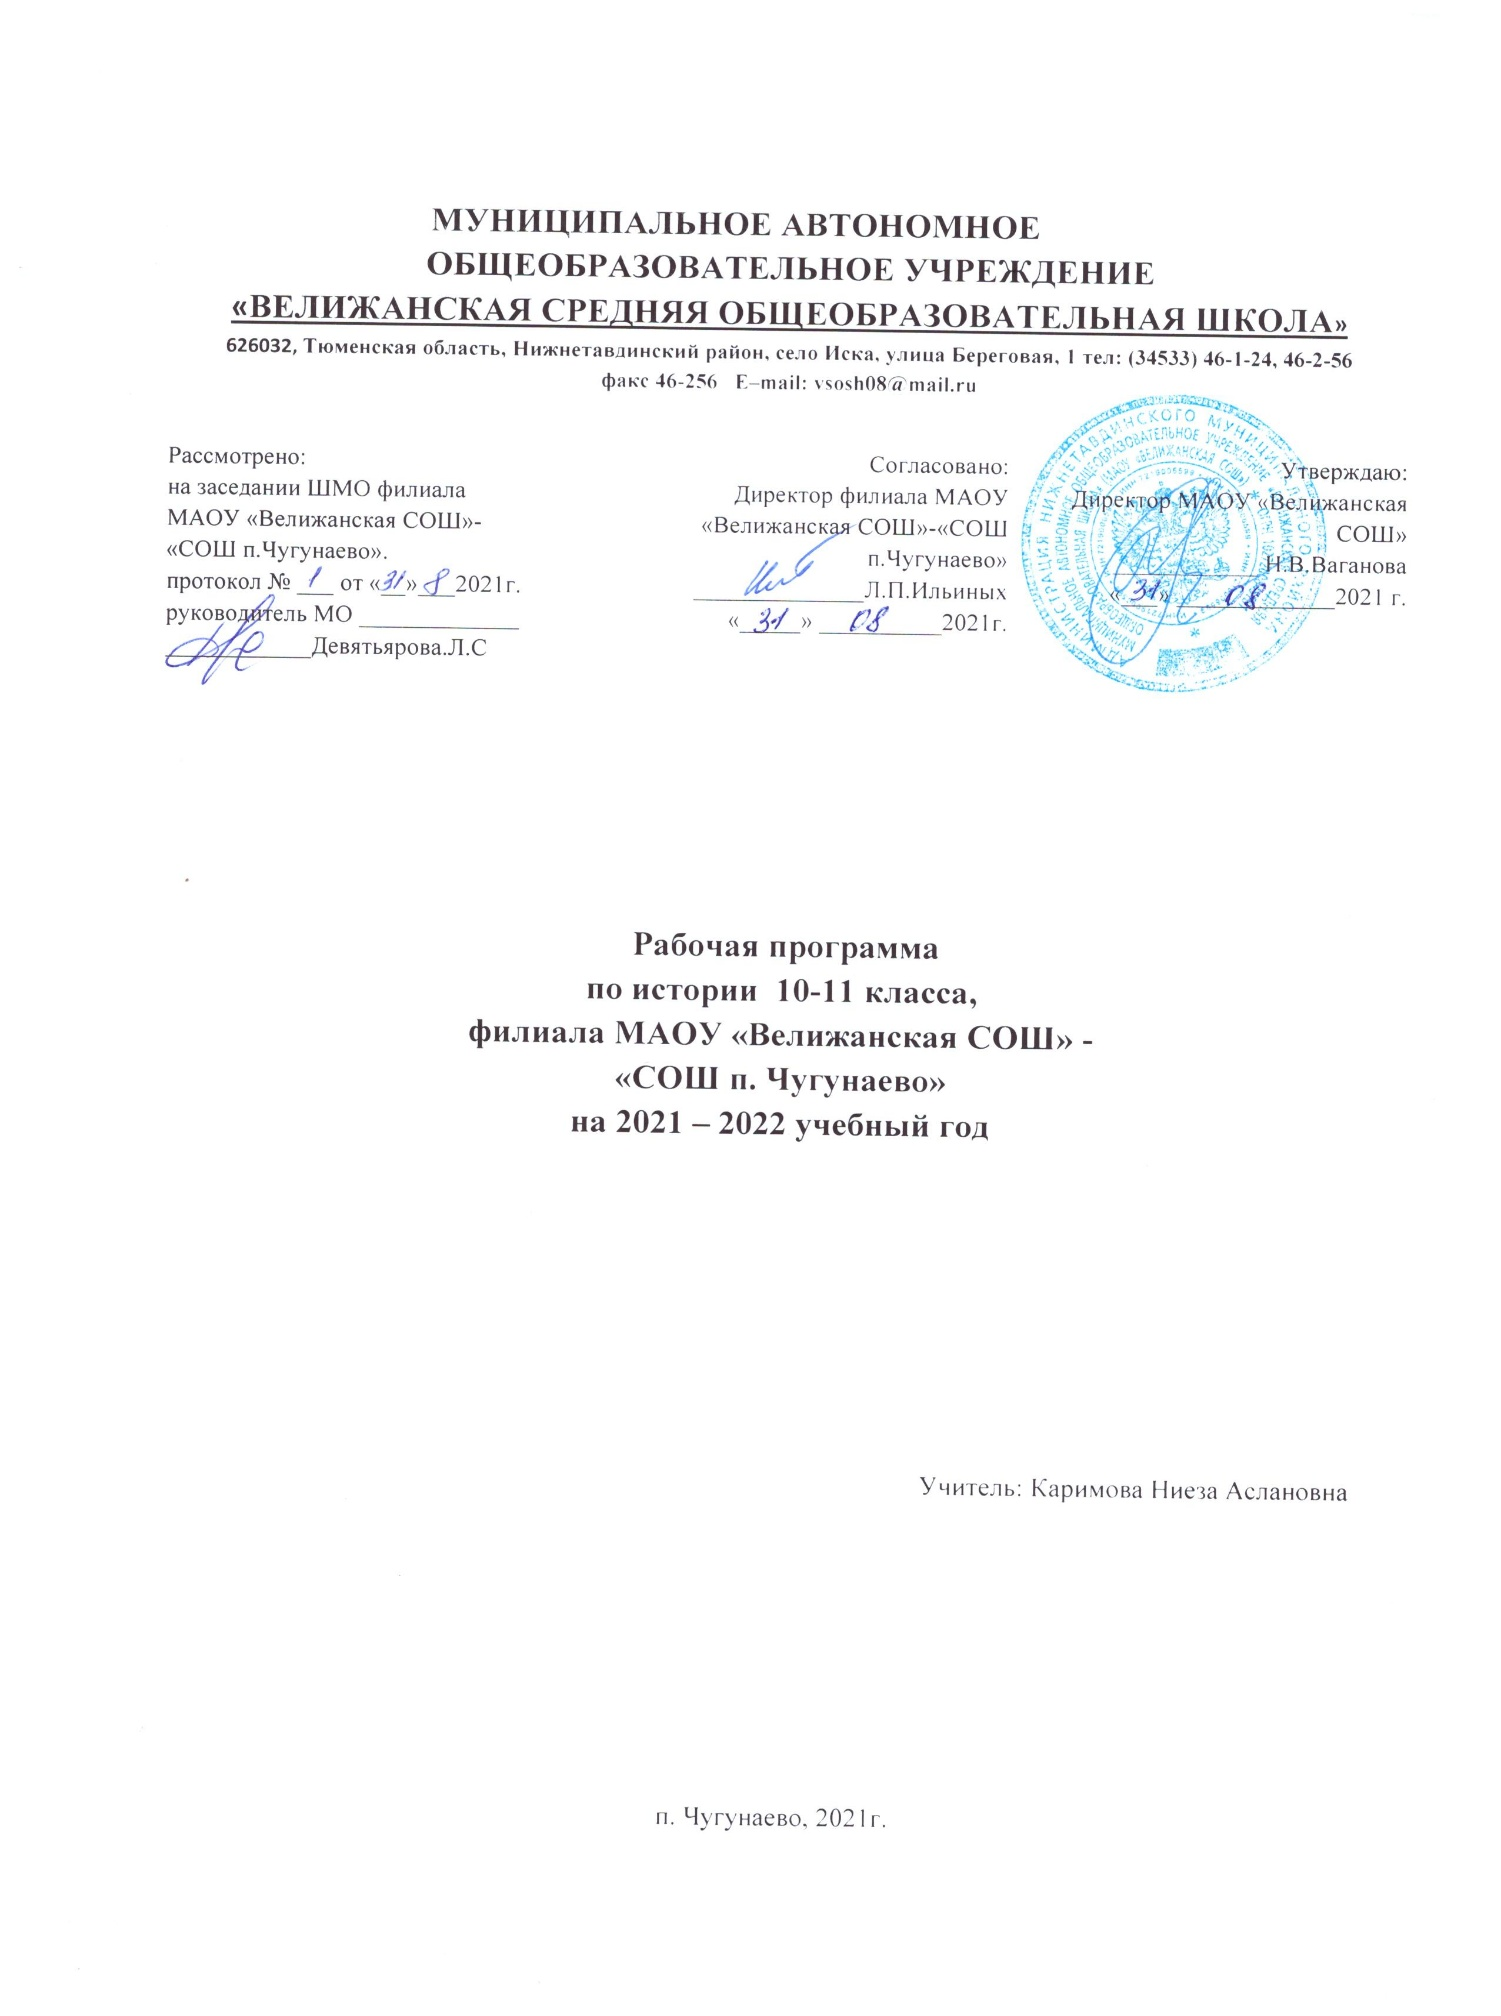 МУНИЦИПАЛЬНОЕ АВТОНОМНОЕ
ОБЩЕОБРАЗОВАТЕЛЬНОЕ УЧРЕЖДЕНИЕ
«ВЕЛИЖАНСКАЯ СРЕДНЯЯ ОБЩЕОБРАЗОВАТЕЛЬНАЯ ШКОЛА»
626032, Тюменская область, Нижнетавдинский район, село Иска, улица Береговая, 1 тел: (34533) 46-1-24, 46-2-56
факс 46-256 E–mail: vsosh08@mail.ru
Рассмотрено:
на заседании ШМО филиала
МАОУ «Велижанская СОШ»-
«СОШ п.Чугунаево».
протокол № 1 от «31» 8 2021г.
руководитель МО _____________
____________Девятьярова.Л.С
Согласовано:
Директор филиала МАОУ
«Велижанская СОШ»-«СОШ
п.Чугунаево»
______________Л.П.Ильиных
«31» 08 2021г.
Утверждаю:
Директор МАОУ «Велижанская
СОШ»
Н.В.Ваганова
«31» 08 2021 г.
Рабочая программа
по истории 10-11 класса,
филиала МАОУ «Велижанская СОШ» -
«СОШ п. Чугунаево»
на 2021 – 2022 учебный год
Учитель: Каримова Ниеза Аслановна
п. Чугунаево, 2021г.